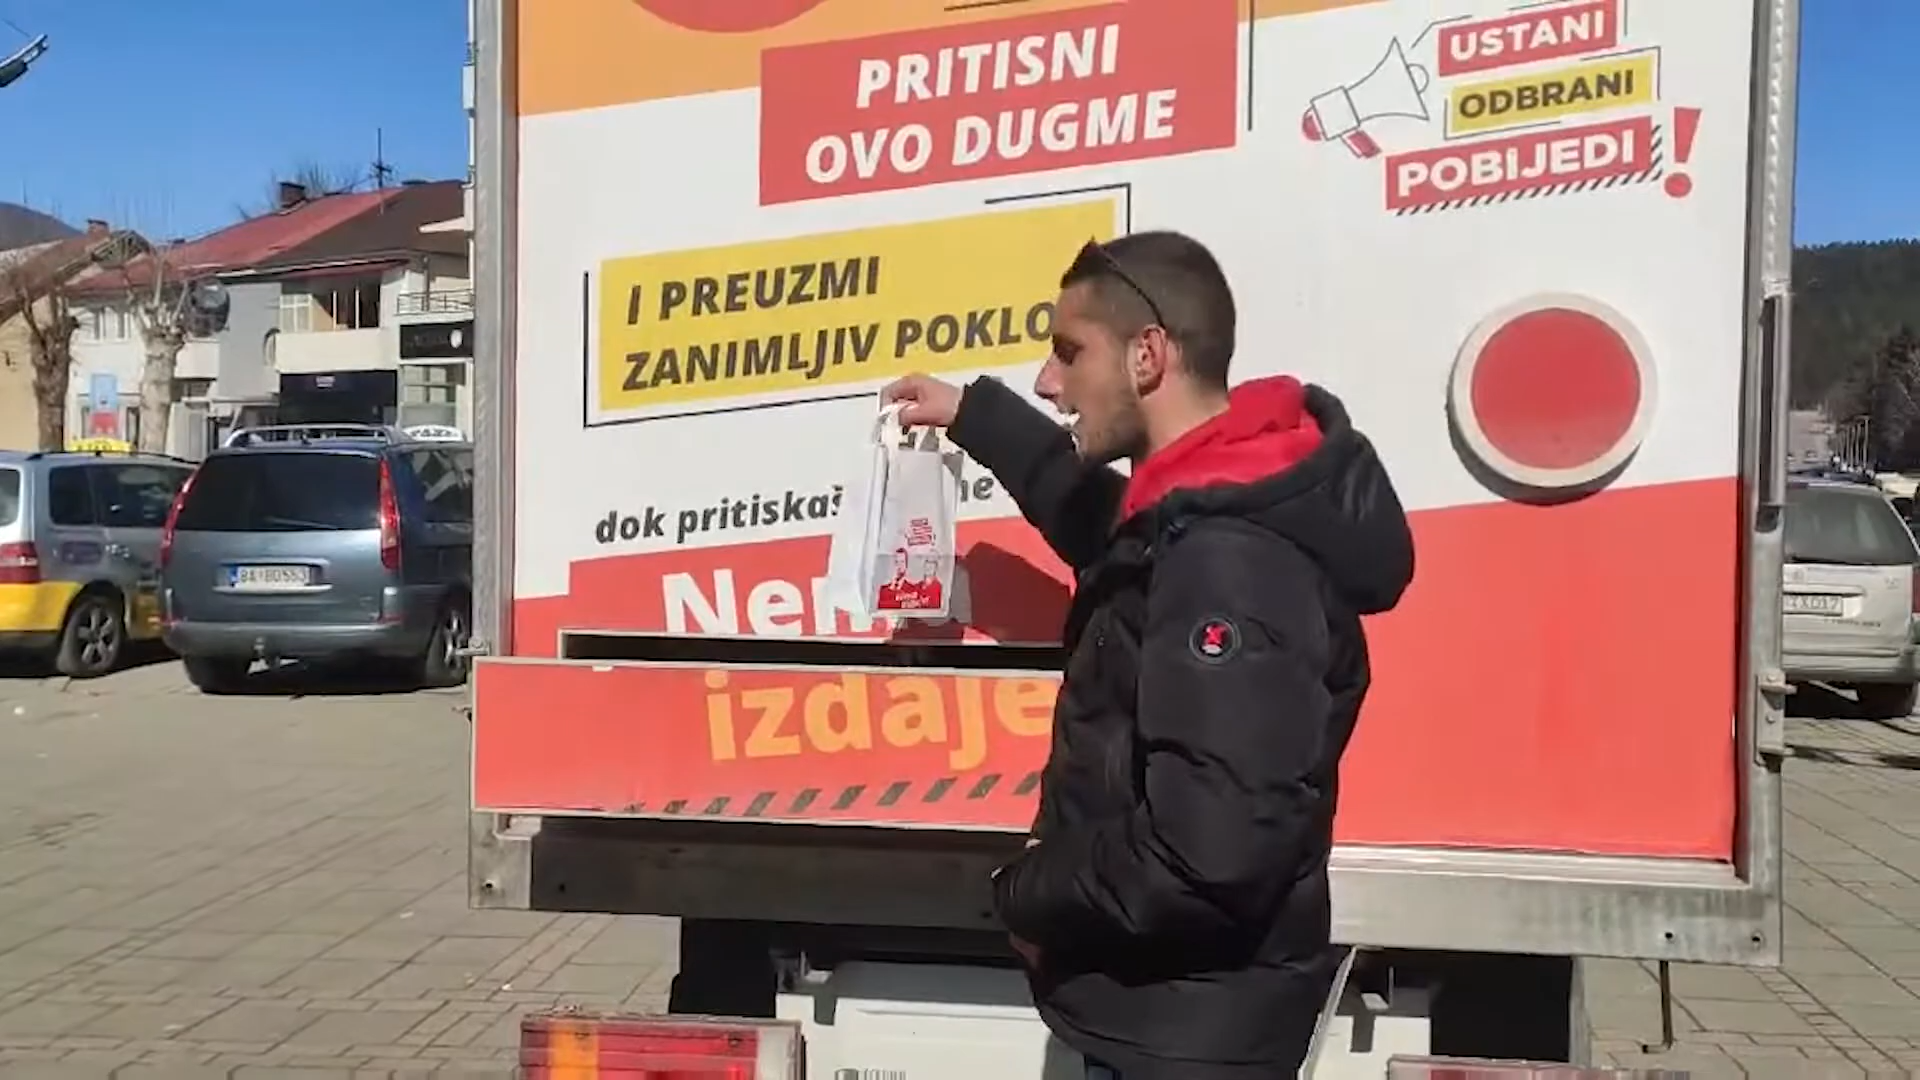 PRITISNI
OVO DUGME
USTANI
ODBRANI
POBIJEDI!
I PREUZMI
ZANIMLJIV POKLO
dok pritiskaš
izdaje